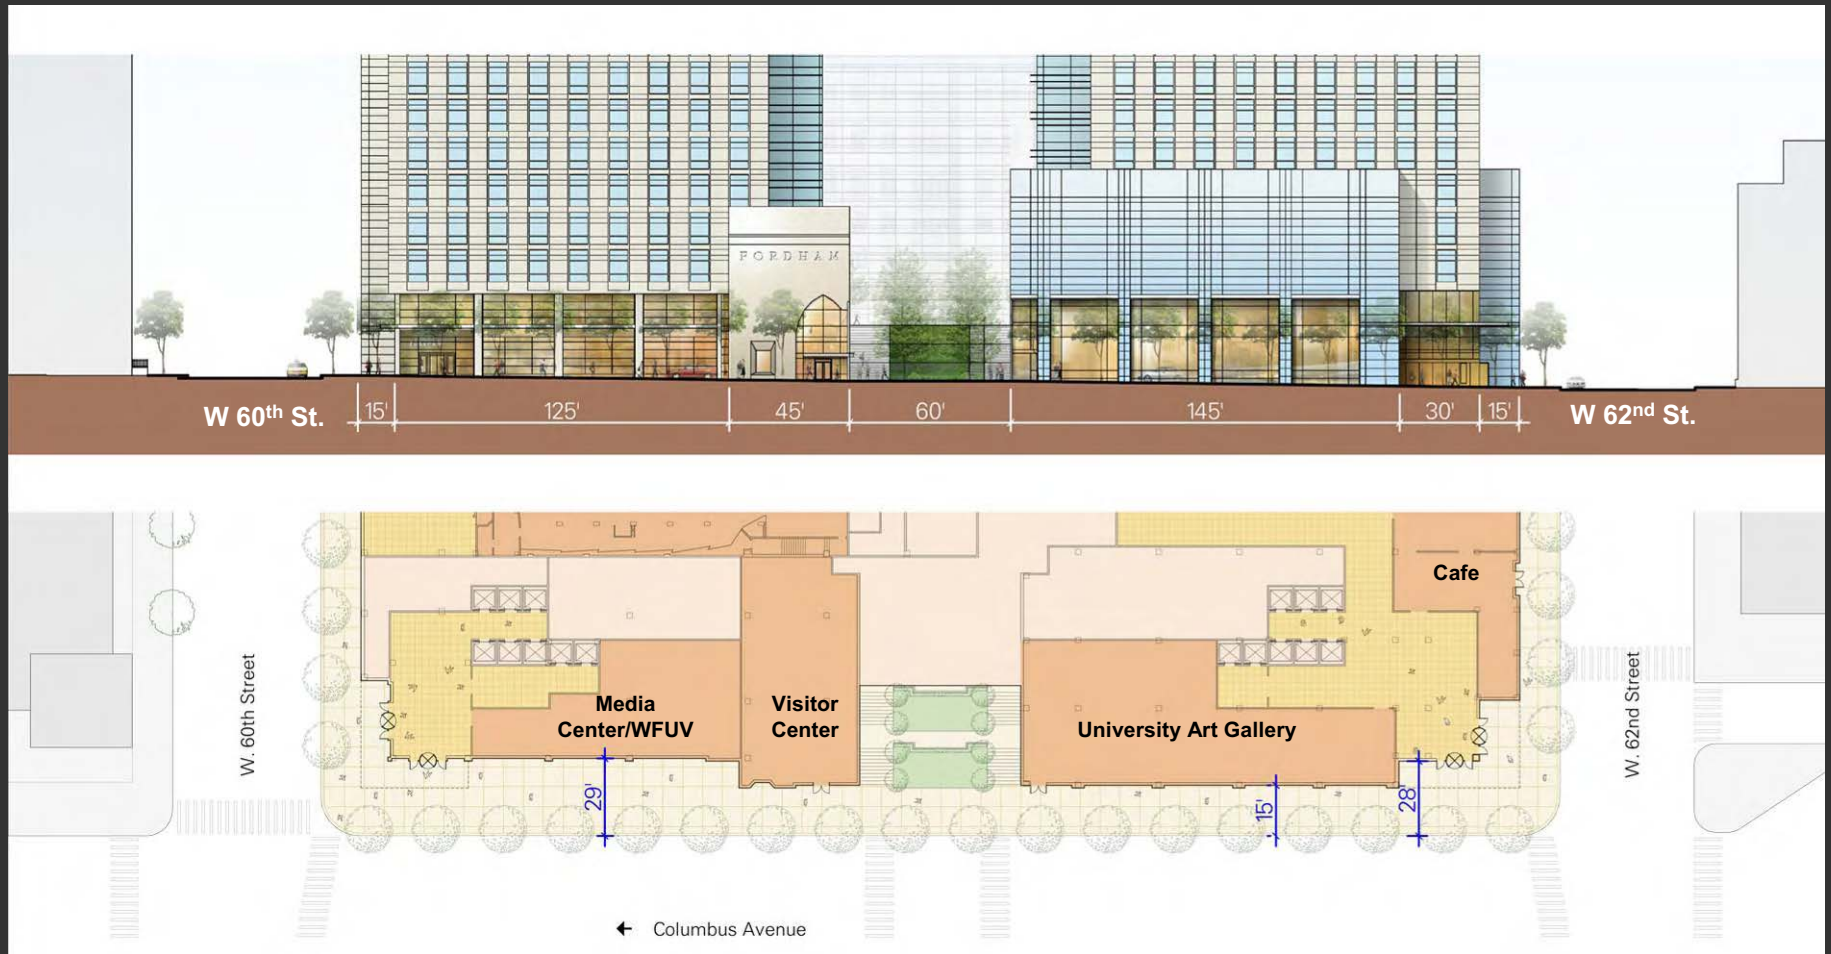 FORDHAM
W 60th St.
15'
125'
45'
60'
145'
30'
15'
W 62nd St.
W. 60th Street
Media
Center/WFUV
Visitor
Center
University Art Gallery
Cafe
W. 62nd Street
29'
15'
28'
← Columbus Avenue